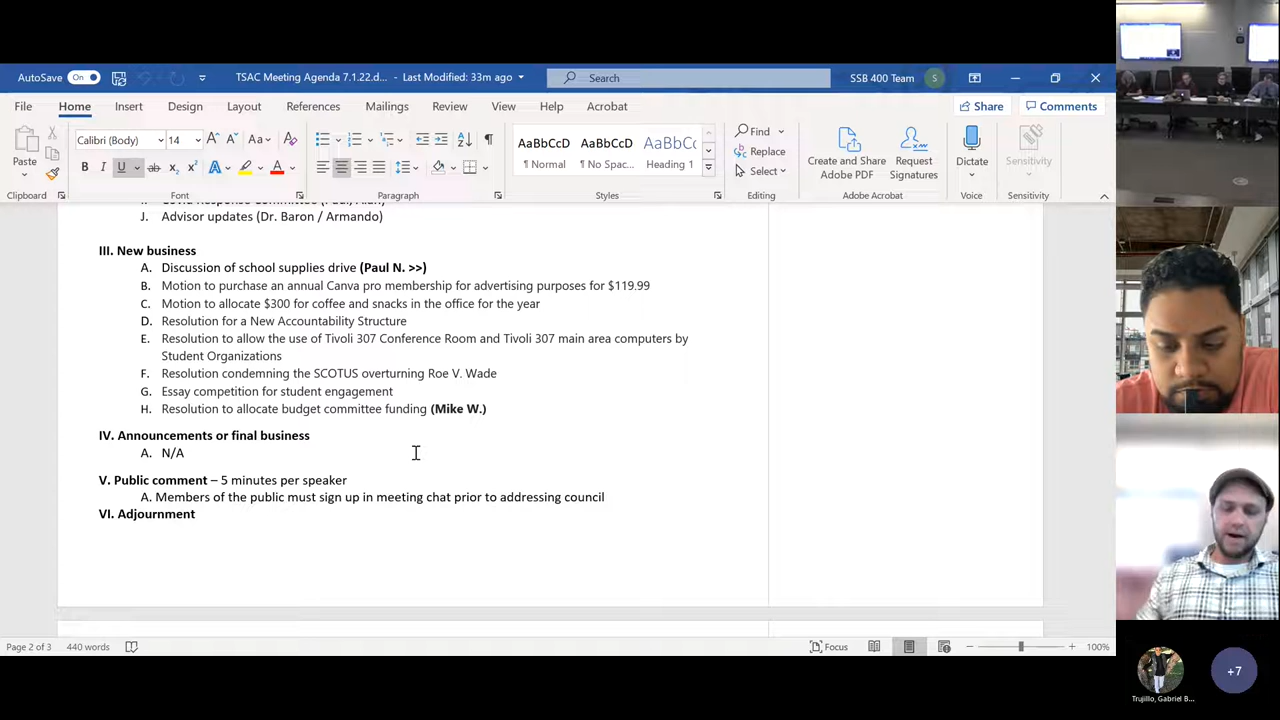 AutoSave On TSAC Meeting Agenda 7.1.22.d... - Last Modified: 33m ago Search SSB 400 Team S
File Home Insert Design Layout References Mailings Review View Help Acrobat Share Comments
Calibri (Body) 14 Aa AaBbCcD AaBbCcD AaBbCc Find
Paste Replace
B I U ab x₂ x² A A ¶ Normal ¶ No Spac... Heading 1 Select Create and Share Adobe PDF Request Signatures Dictate Sensitivity
Clipboard Font Paragraph Styles Editing Adobe Acrobat Voice Sensitivity
J. Advisor updates (Dr. Baron / Armando)
III. New business
A. Discussion of school supplies drive (Paul N. >>)
B. Motion to purchase an annual Canva pro membership for advertising purposes for $119.99
C. Motion to allocate $300 for coffee and snacks in the office for the year
D. Resolution for a New Accountability Structure
E. Resolution to allow the use of Tivoli 307 Conference Room and Tivoli 307 main area computers by
Student Organizations
F. Resolution condemning the SCOTUS overturning Roe V. Wade
G. Essay competition for student engagement
H. Resolution to allocate budget committee funding (Mike W.)
IV. Announcements or final business
A. N/A
V. Public comment – 5 minutes per speaker
A. Members of the public must sign up in meeting chat prior to addressing council
VI. Adjournment
Page 2 of 3 440 words Focus 100%
+7
Trujillo, Gabriel B...